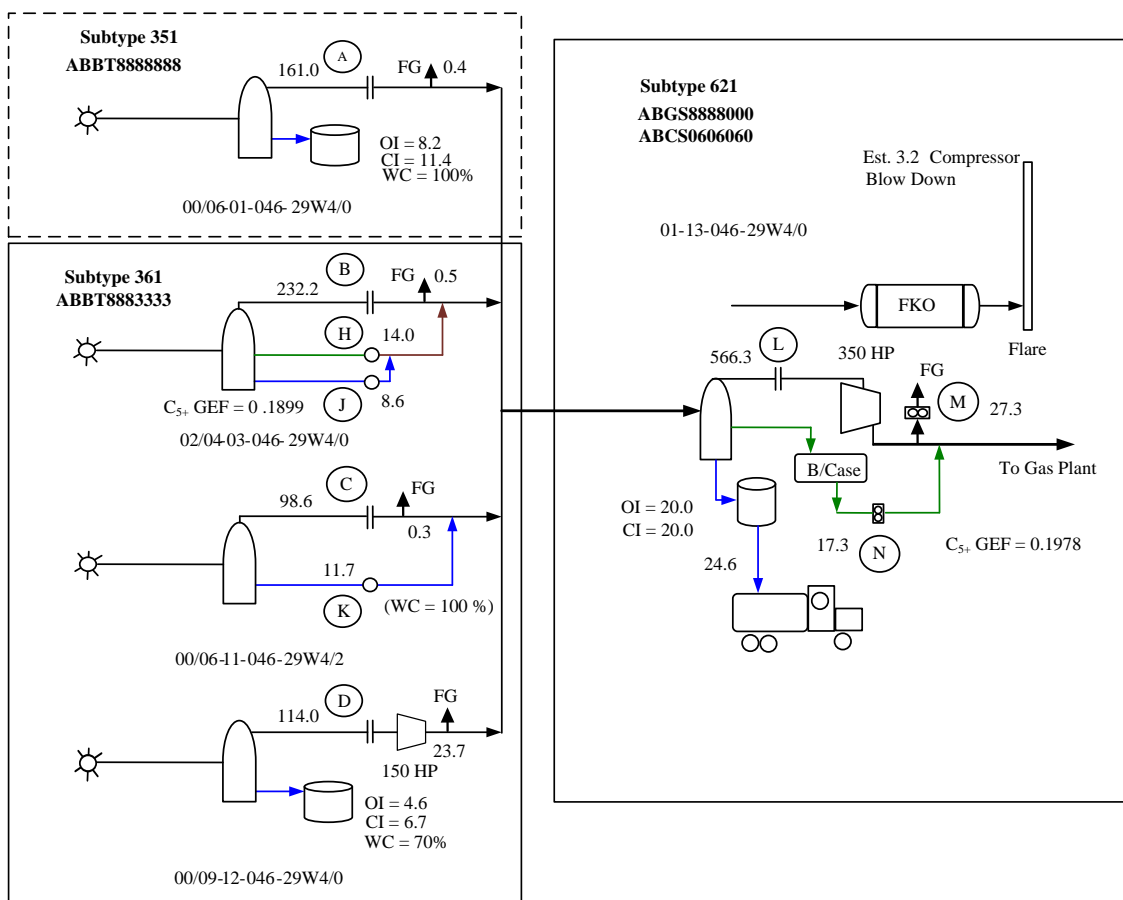 Subtype 351
ABBT8888888
A
161.0
FG
0.4
OI = 8.2
CI = 11.4
WC = 100%
00/06-01-046- 29W4/0
Subtype 361
ABBT8883333
B
232.2
FG
0.5
H
14.0
J
8.6
C5+ GEF = 0 .1899
02/04-03-046- 29W4/0
C
98.6
FG
0.3
11.7
K
(WC = 100 %)
00/06-11-046-29W4/2
D
114.0
FG
23.7
150 HP
OI = 4.6
CI = 6.7
WC = 70%
00/09-12-046-29W4/0
Subtype 621
ABGS8888000
ABCS0606060
Est. 3.2 Compressor
Blow Down
01-13-046-29W4/0
FKO
Flare
L
566.3
350 HP
FG
M
27.3
To Gas Plant
B/Case
OI = 20.0
CI = 20.0
17.3
N
C5+ GEF = 0.1978
24.6